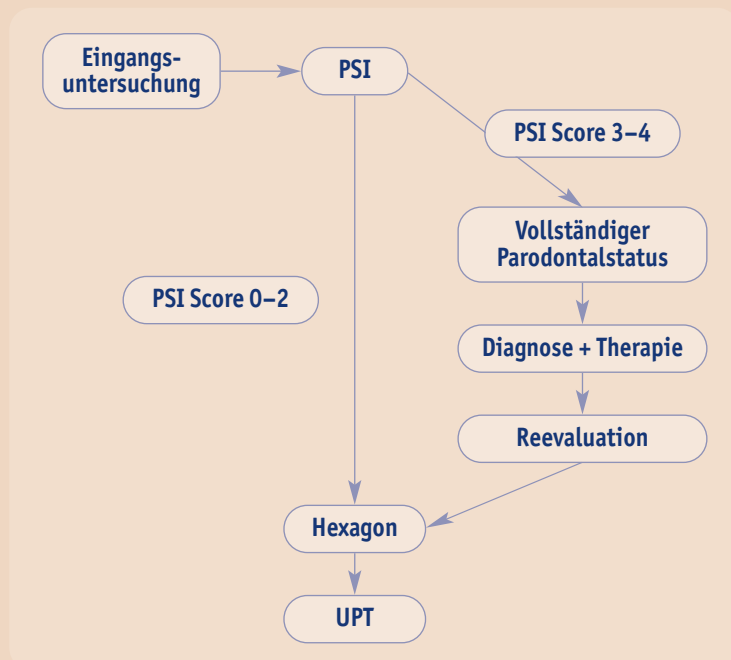 Eingangs-
untersuchung
PSI
PSI Score 3–4
Vollständiger
Parodontalstatus
PSI Score 0–2
Diagnose + Therapie
Reevaluation
Hexagon
UPT